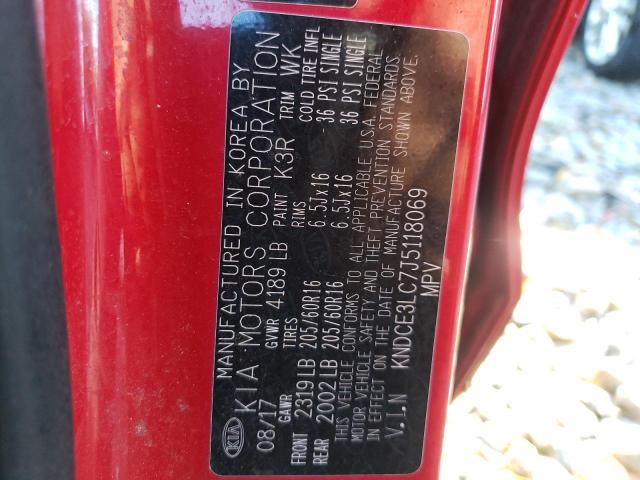 MANUFACTURED IN KOREA BY
KIA MOTORS CORPORATION
08/17 GVWR 4189 LB PAINT K3R TRIM WK
GAWR TIRES RIMS COLD TIRE INFL
FRONT 2319 LB 205/60R16 6.5Jx16 36 PSI SINGLE
REAR 2002 LB 205/60R16 6.5Jx16 36 PSI SINGLE
THIS VEHICLE CONFORMS TO ALL APPLICABLE U.S.A. FEDERAL
MOTOR VEHICLE SAFETY AND THEFT PREVENTION STANDARDS
IN EFFECT ON THE DATE OF MANUFACTURE SHOWN ABOVE.
V.I.N KNDCE3LC7J5118069
MPV
KIA